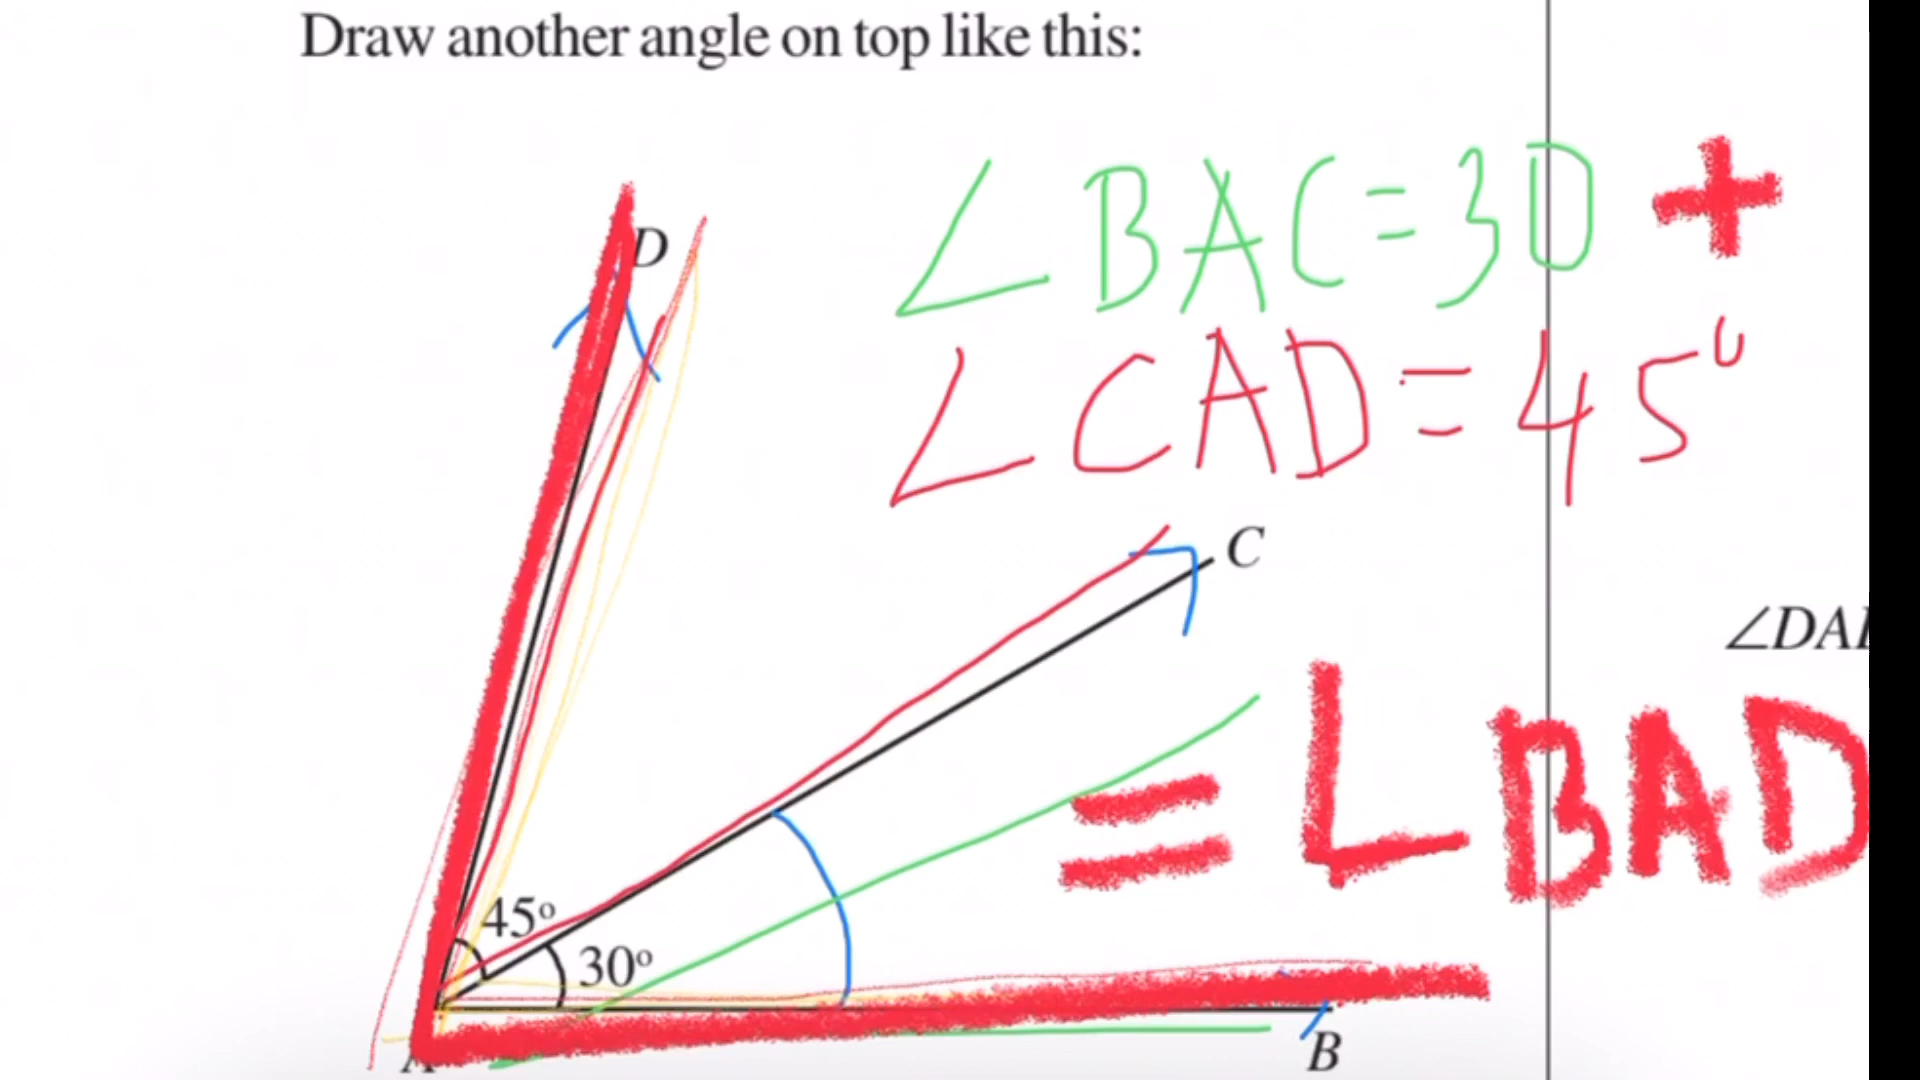 Draw another angle on top like this:
∠BAC=30 +
D
∠CAD=45°
C
∠DA
=∠BAD
45°
30°
A
B